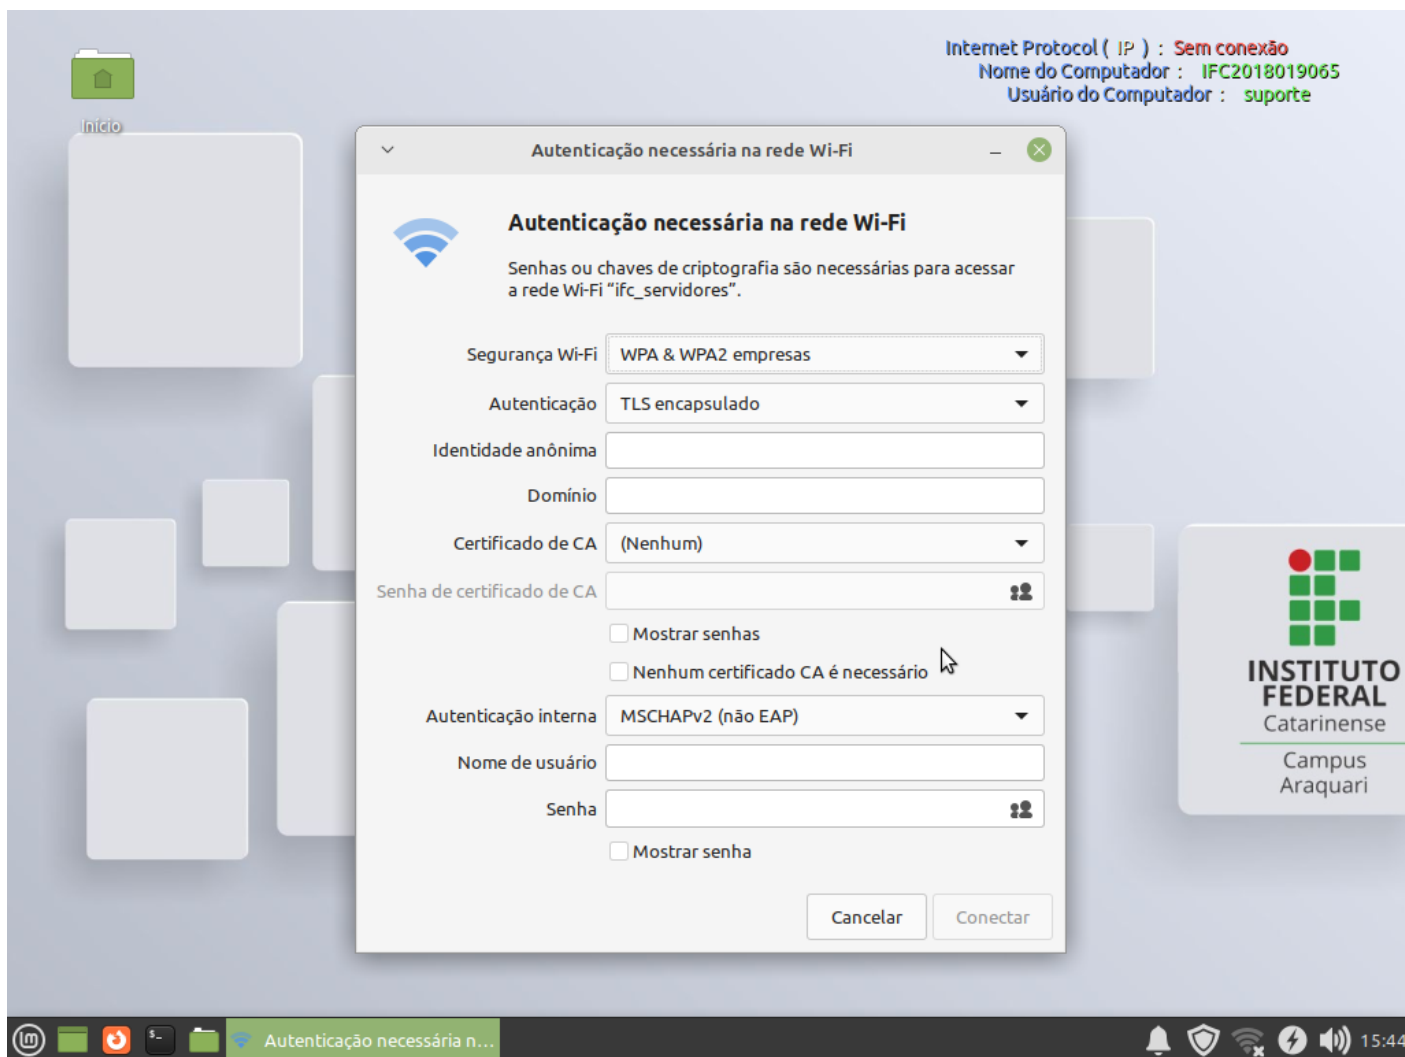 Internet Protocol ( IP ) : Sem conexão
Nome do Computador : IFC2018019065
Usuário do Computador : suporte
Início
Autenticação necessária na rede Wi-Fi
Autenticação necessária na rede Wi-Fi
Senhas ou chaves de criptografia são necessárias para acessar
a rede Wi-Fi “ifc_servidores”.
Segurança Wi-Fi WPA & WPA2 empresas
Autenticação TLS encapsulado
Identidade anônima
Domínio
Certificado de CA (Nenhum)
Senha de certificado de CA
Mostrar senhas
Nenhum certificado CA é necessário
Autenticação interna MSCHAPv2 (não EAP)
Nome de usuário
Senha
Mostrar senha
Cancelar Conectar
INSTITUTO
FEDERAL
Catarinense
Campus
Araquari
Autenticação necessária n...
15:44